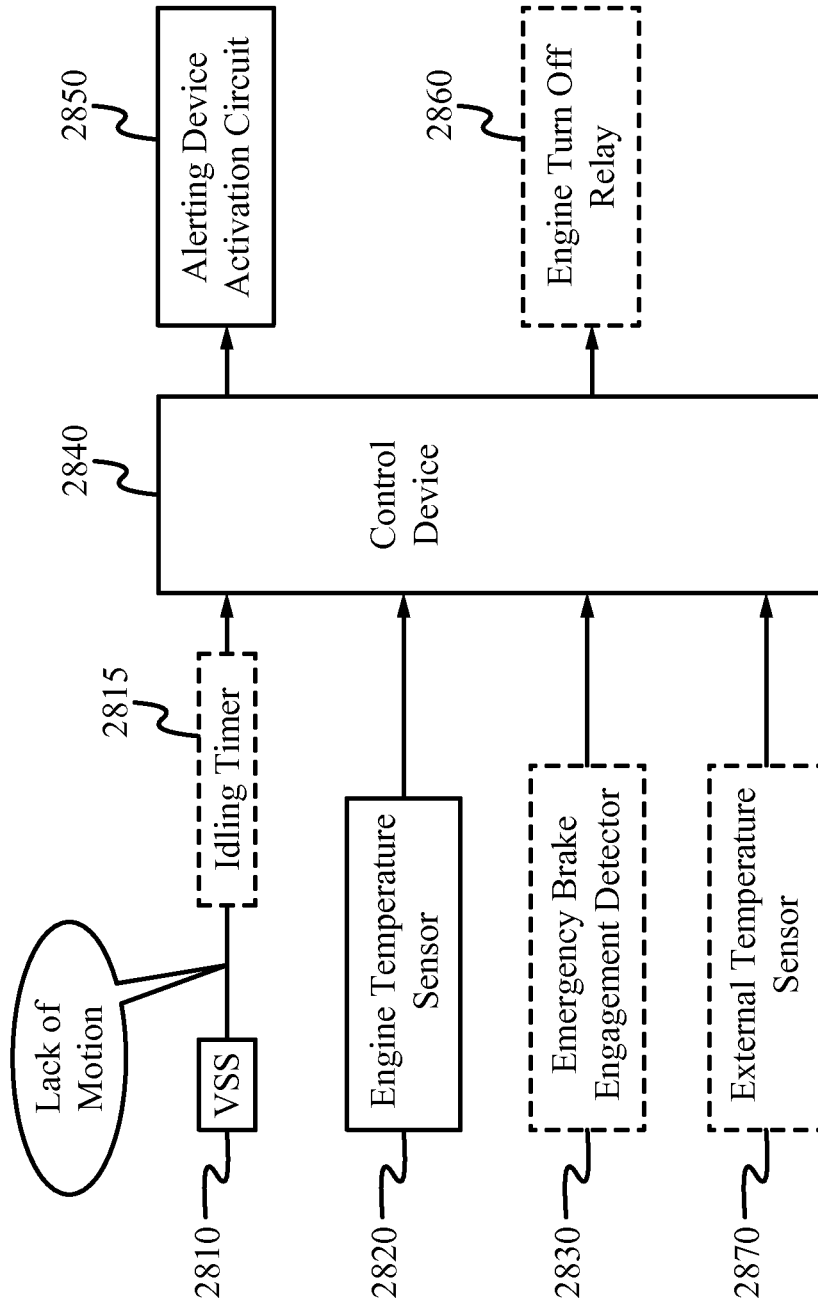 Lack of
Motion
2810
VSS
2815
Idling Timer
2820
Engine Temperature
Sensor
2830
Emergency Brake
Engagement Detector
2870
External Temperature
Sensor
2840
Control
Device
2850
Alerting Device
Activation Circuit
2860
Engine Turn Off
Relay